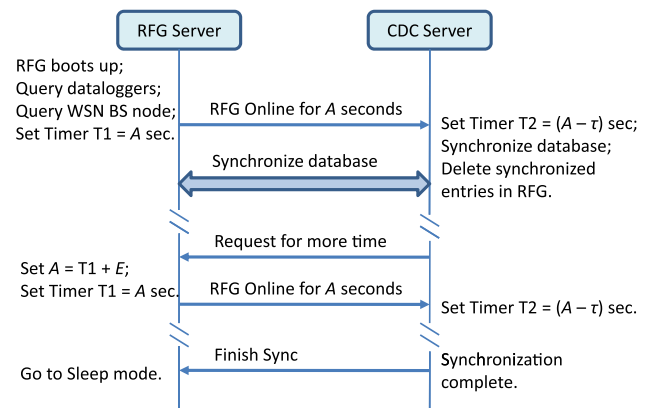 RFG Server
CDC Server
RFG boots up;
Query dataloggers;
Query WSN BS node;
Set Timer T1 = A sec.
RFG Online for A seconds
Set Timer T2 = (A – τ) sec;
Synchronize database;
Delete synchronized
entries in RFG.
Synchronize database
Request for more time
Set A = T1 + E;
Set Timer T1 = A sec.
RFG Online for A seconds
Set Timer T2 = (A – τ) sec.
Finish Sync
Go to Sleep mode.
Synchronization
complete.